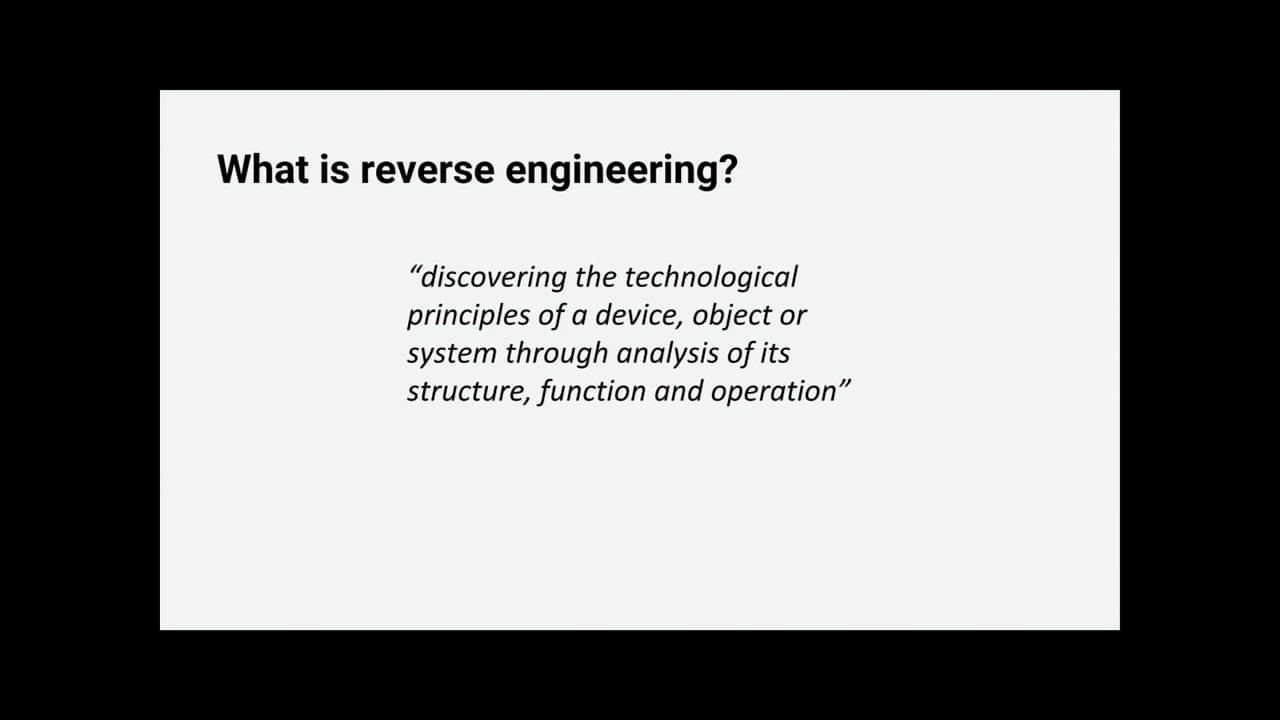 What is reverse engineering?
“discovering the technological
principles of a device, object or
system through analysis of its
structure, function and operation”